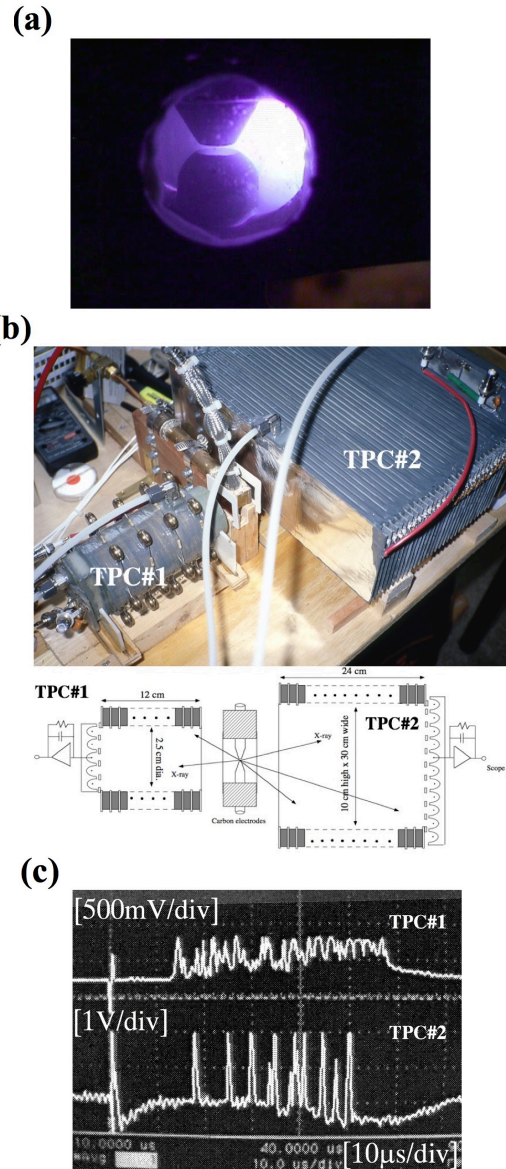 (a)
b)
TPC#2
TPC#1
TPC#1
12 cm
2.5 cm dia.
X-ray
X-ray
Carbon electrodes
24 cm
TPC#2
10 cm high x 30 cm wide
Scope
(c)
[500mV/div]
TPC#1
[1V/div]
TPC#2
10.0000 us
40.0000 us
10.0 us/div
[10μs/div]